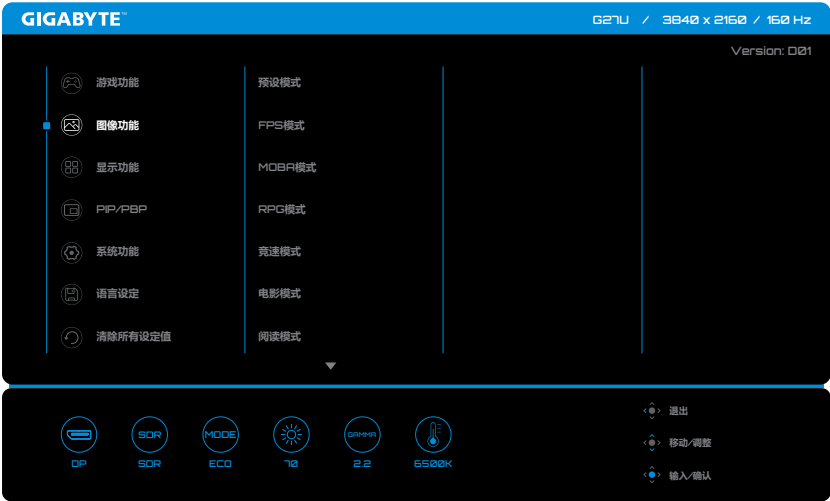 GIGABYTE™ G27U / 3840 x 2160 / 160 Hz
Version: D01
游戏功能 预设模式
图像功能 FPS模式
显示功能 MOBA模式
PIP/PBP RPG模式
系统功能 竞速模式
语言设定 电影模式
清除所有设定值 阅读模式
退出
SDR MODE GAMMA 移动/调整
DP SDR ECO 70 2.2 6500K
输入/确认